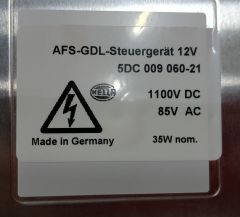 AFS-GDL-Steuergerät 12V
5DC 009 060-21
HELLA
1100V DC
85V AC
Made in Germany
35W nom.